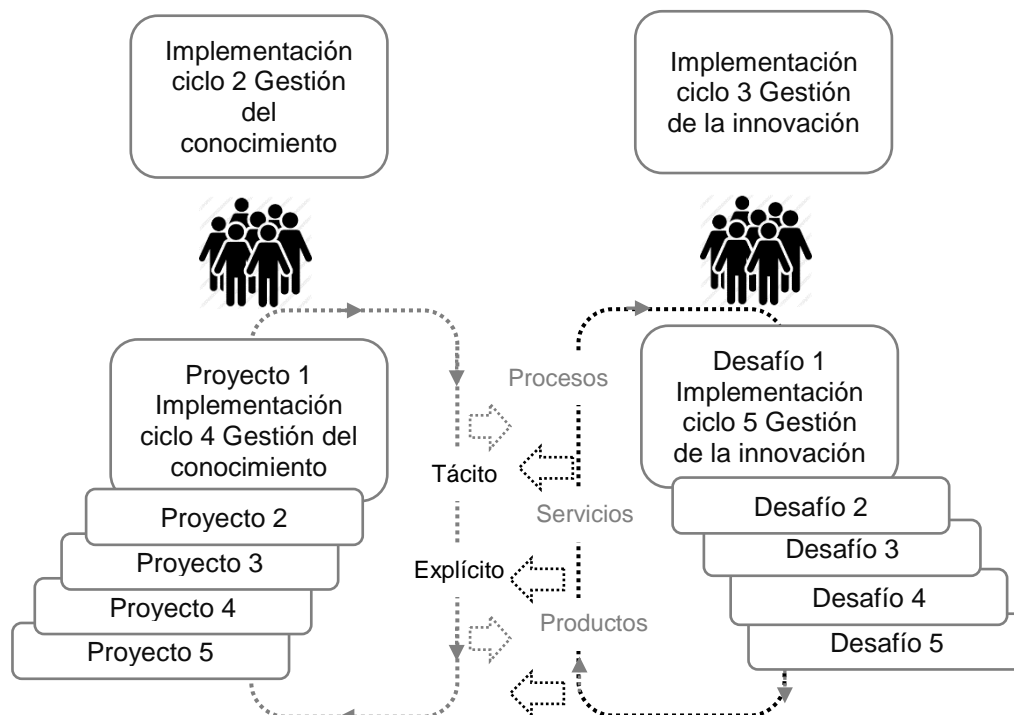 Implementación
ciclo 2 Gestión
del
conocimiento
Implementación
ciclo 3 Gestión
de la innovación
Proyecto 1
Implementación
ciclo 4 Gestión del
conocimiento
Proyecto 2
Proyecto 3
Proyecto 4
Proyecto 5
Procesos
Tácito
Servicios
Explícito
Productos
Desafío 1
Implementación
ciclo 5 Gestión
de la innovación
Desafío 2
Desafío 3
Desafío 4
Desafío 5